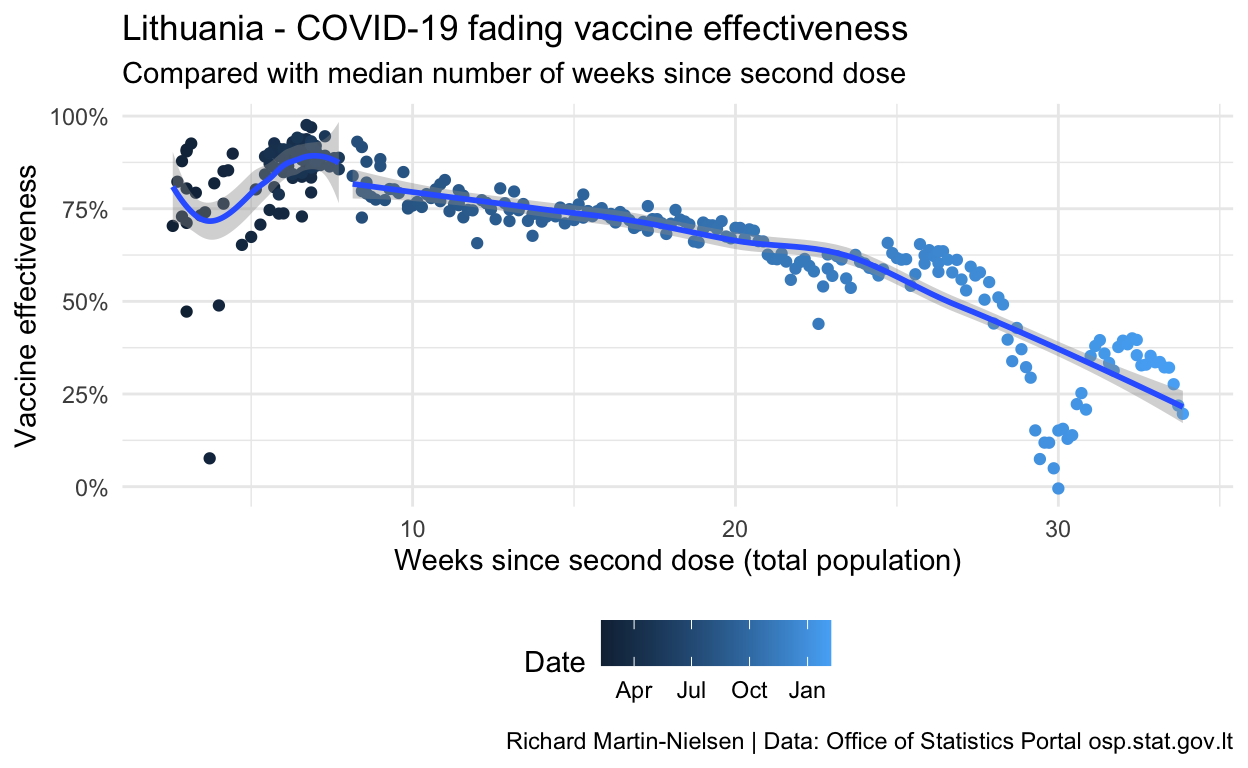 Lithuania - COVID-19 fading vaccine effectiveness
Compared with median number of weeks since second dose
Vaccine effectiveness
100%
75%
50%
25%
0%
10 20 30
Weeks since second dose (total population)
Date
Apr Jul Oct Jan
Richard Martin-Nielsen | Data: Office of Statistics Portal osp.stat.gov.lt